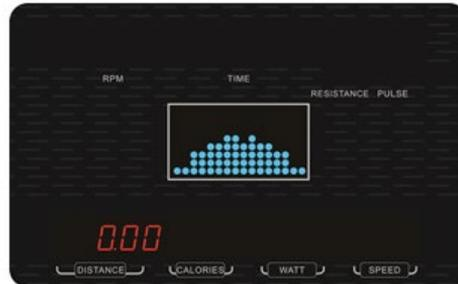 RPM TIME
RESISTANCE PULSE
0.00
DISTANCE CALORIES WATT SPEED